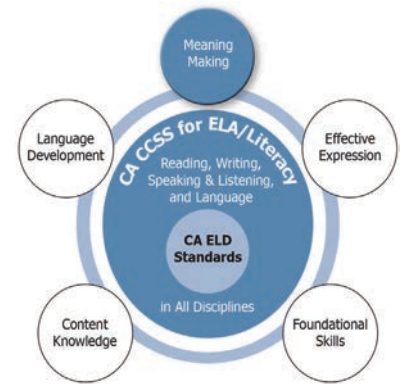 Meaning
Making
Language
Development
Effective
Expression
CA CCSS for ELA/Literacy
Reading, Writing,
Speaking & Listening,
and Language
CA ELD
Standards
in All Disciplines
Content
Knowledge
Foundational
Skills